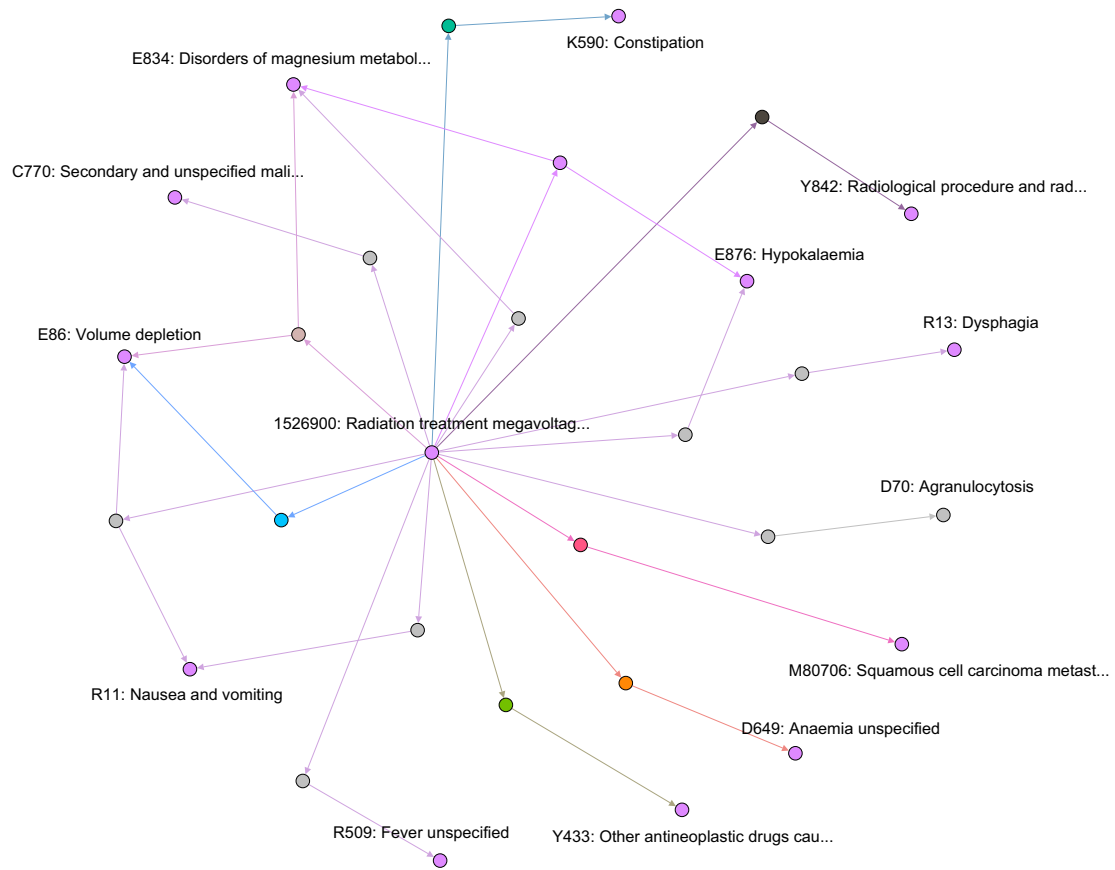 K590: Constipation
E834: Disorders of magnesium metabol...
C770: Secondary and unspecified mali...
Y842: Radiological procedure and rad...
E876: Hypokalaemia
R13: Dysphagia
E86: Volume depletion
1526900: Radiation treatment megavoltag...
D70: Agranulocytosis
M80706: Squamous cell carcinoma metast...
R11: Nausea and vomiting
D649: Anaemia unspecified
R509: Fever unspecified
Y433: Other antineoplastic drugs cau...